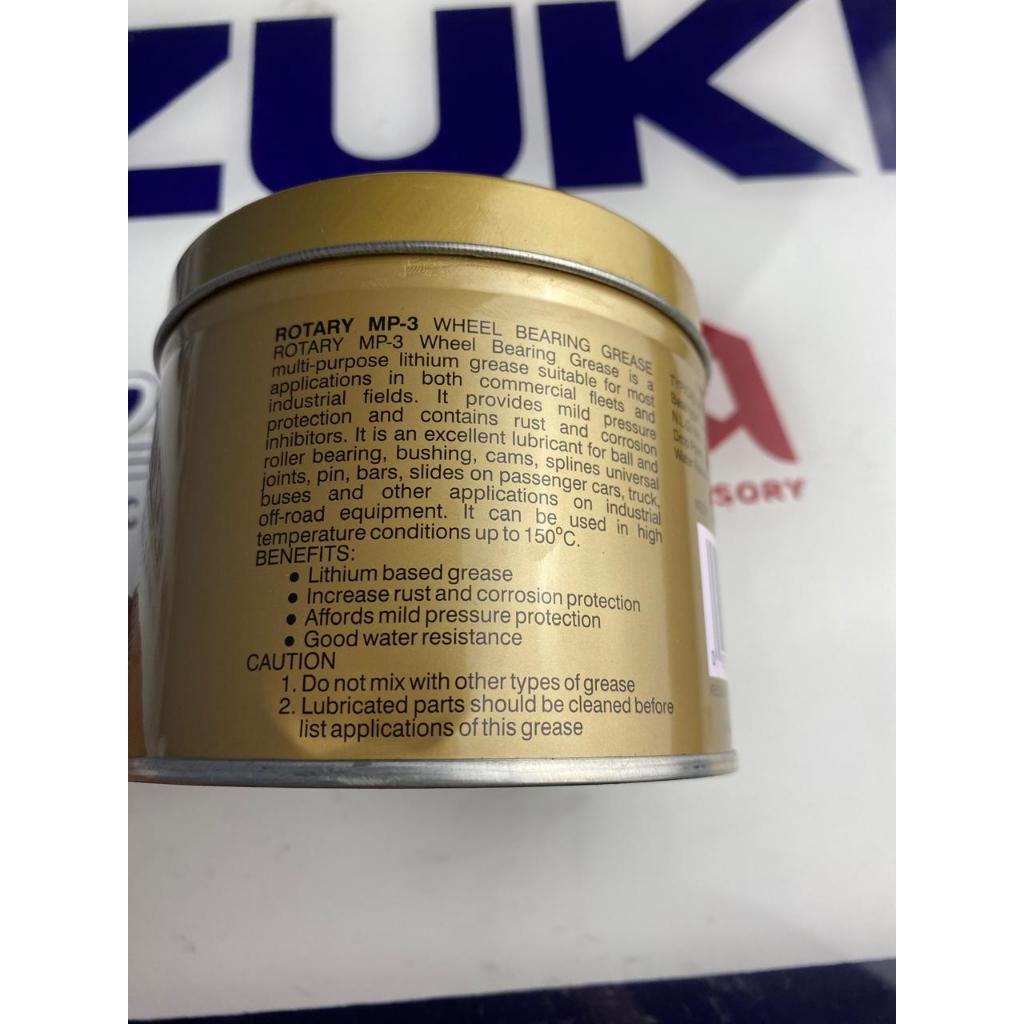 ZUKI
ROTARY MP-3 WHEEL BEARING GREASE
ROTARY MP-3 Wheel Bearing Grease is a
multi-purpose lithium grease suitable for most
applications in both commercial fleets and
industrial fields. It provides mild pressure
protection and contains rust and corrosion
inhibitors. It is an excellent lubricant for ball and
roller bearing, bushing, cams, splines universal
joints, pin, bars, slides on passenger cars, truck,
buses and other applications on industrial
off-road equipment. It can be used in high
temperature conditions up to 150°C.
BENEFITS:
• Lithium based grease
• Increase rust and corrosion protection
• Affords mild pressure protection
• Good water resistance
CAUTION
1. Do not mix with other types of grease
2. Lubricated parts should be cleaned before
list applications of this grease
A
SORY